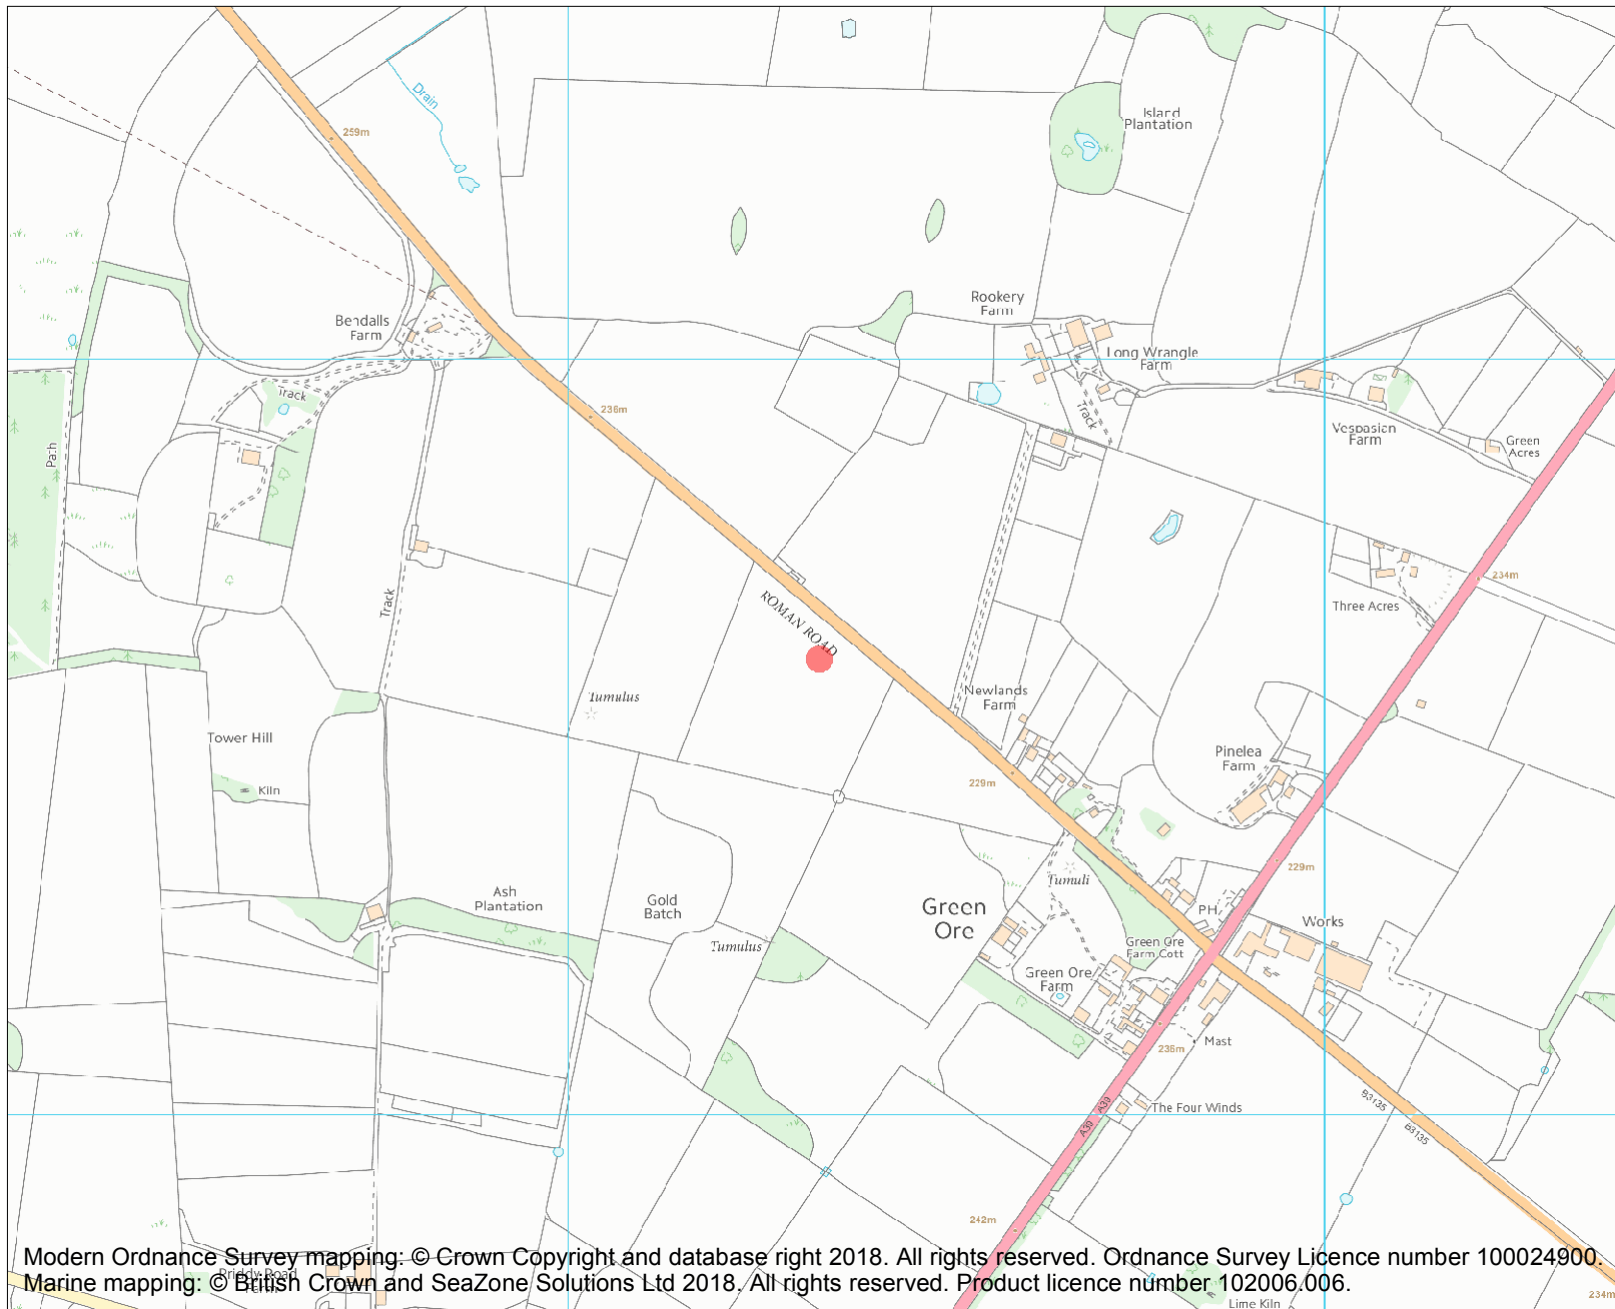 Drain
259m
Island
Plantation
Rookery
Farm
Bendalls
Farm
Long Wrangle
Farm
Track
236m
Track
Vespasian
Farm
Green
Acres
Path
Track
ROMAN ROAD
234m
Three Acres
Tumulus
Newlands
Farm
Tower Hill
Pinelea
Farm
Kiln
229m
229m
Tumuli
Ash
Plantation
Gold
Batch
Green
Ore
PH
Works
Tumulus
Green Ore
Farm Cott
Green Ore
Farm
236m
Mast
The Four Winds
A39
A39
B3135
B3135
242m
Modern Ordnance Survey mapping: © Crown Copyright and database right 2018. All rights reserved. Ordnance Survey Licence number 100024900.
Priddy Road
Farm
Marine mapping: © British Crown and SeaZone Solutions Ltd 2018. All rights reserved. Product licence number 102006.006.
Lime Kiln
234m